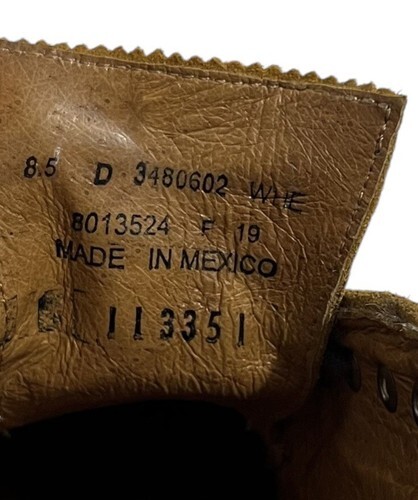 8.5 D 3480602 WHE
8013524 F 19
MADE IN MEXICO
113351